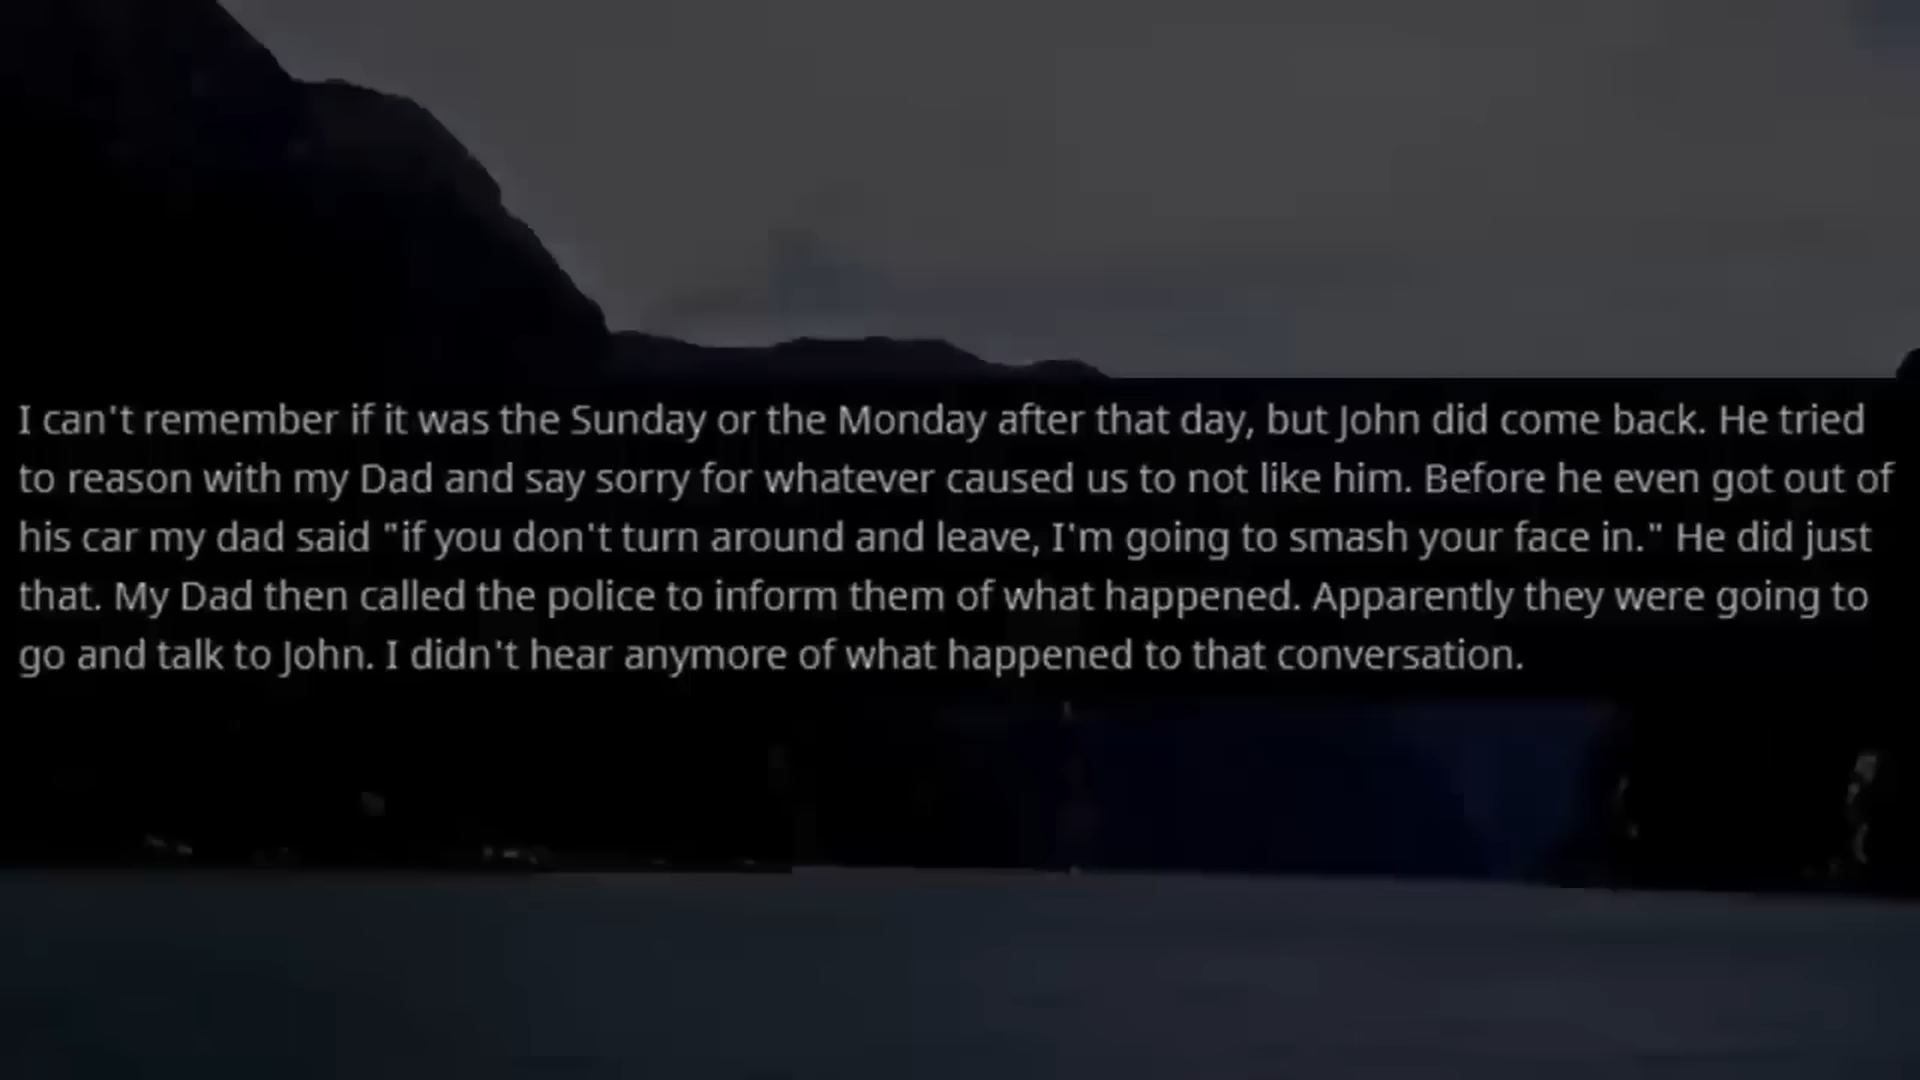 I can't remember if it was the Sunday or the Monday after that day, but John did come back. He tried
to reason with my Dad and say sorry for whatever caused us to not like him. Before he even got out of
his car my dad said "if you don't turn around and leave, I'm going to smash your face in." He did just
that. My Dad then called the police to inform them of what happened. Apparently they were going to
go and talk to John. I didn't hear anymore of what happened to that conversation.